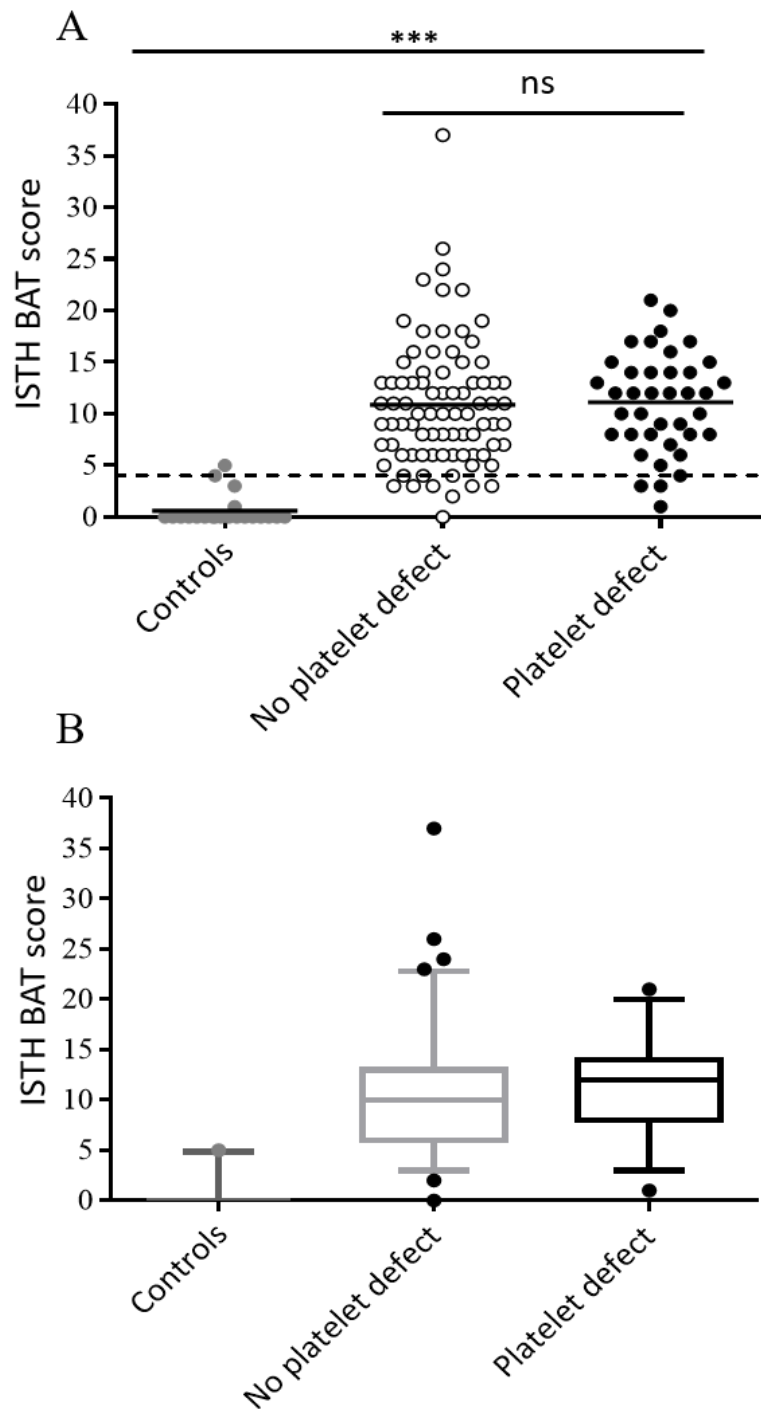 A
***
ns
40
35
30
25
20
15
10
5
0
ISTH BAT score
Controls
No platelet defect
Platelet defect
B
40
35
30
25
20
15
10
5
0
ISTH BAT score
Controls
No platelet defect
Platelet defect